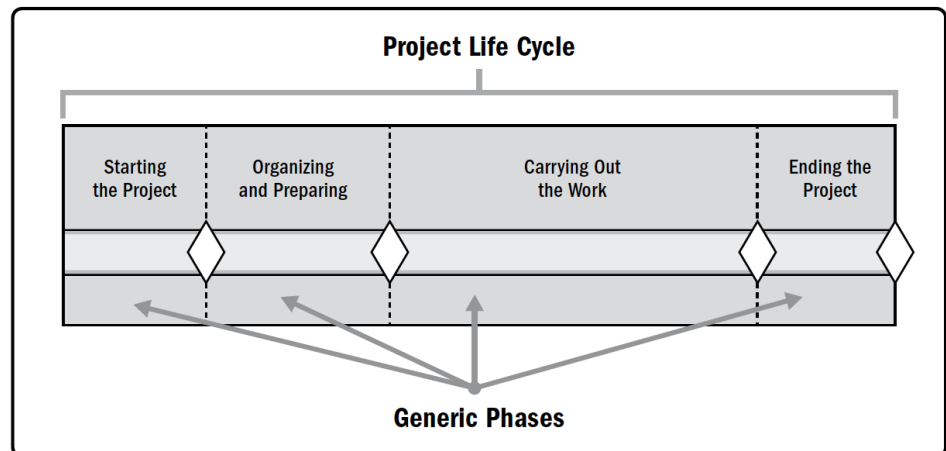 Project Life Cycle
Starting
the Project
Organizing
and Preparing
Carrying Out
the Work
Ending the
Project
Generic Phases